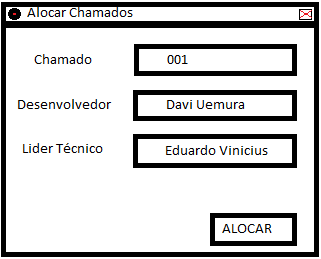 Alocar Chamados
Chamado 001
Desenvolvedor Davi Uemura
Lider Técnico Eduardo Vinicius
ALOCAR